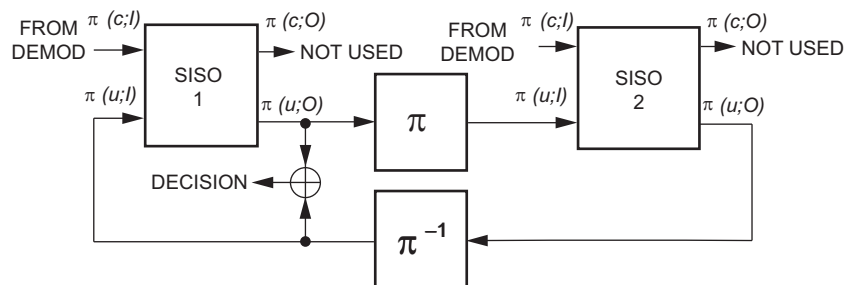 π (c;I)
FROM
DEMOD
π (c;O)
NOT USED
SISO
1
π (u;I)
π (u;O)
π
π (c;I)
FROM
DEMOD
π (c;O)
NOT USED
SISO
2
π (u;I)
π (u;O)
DECISION
π –1